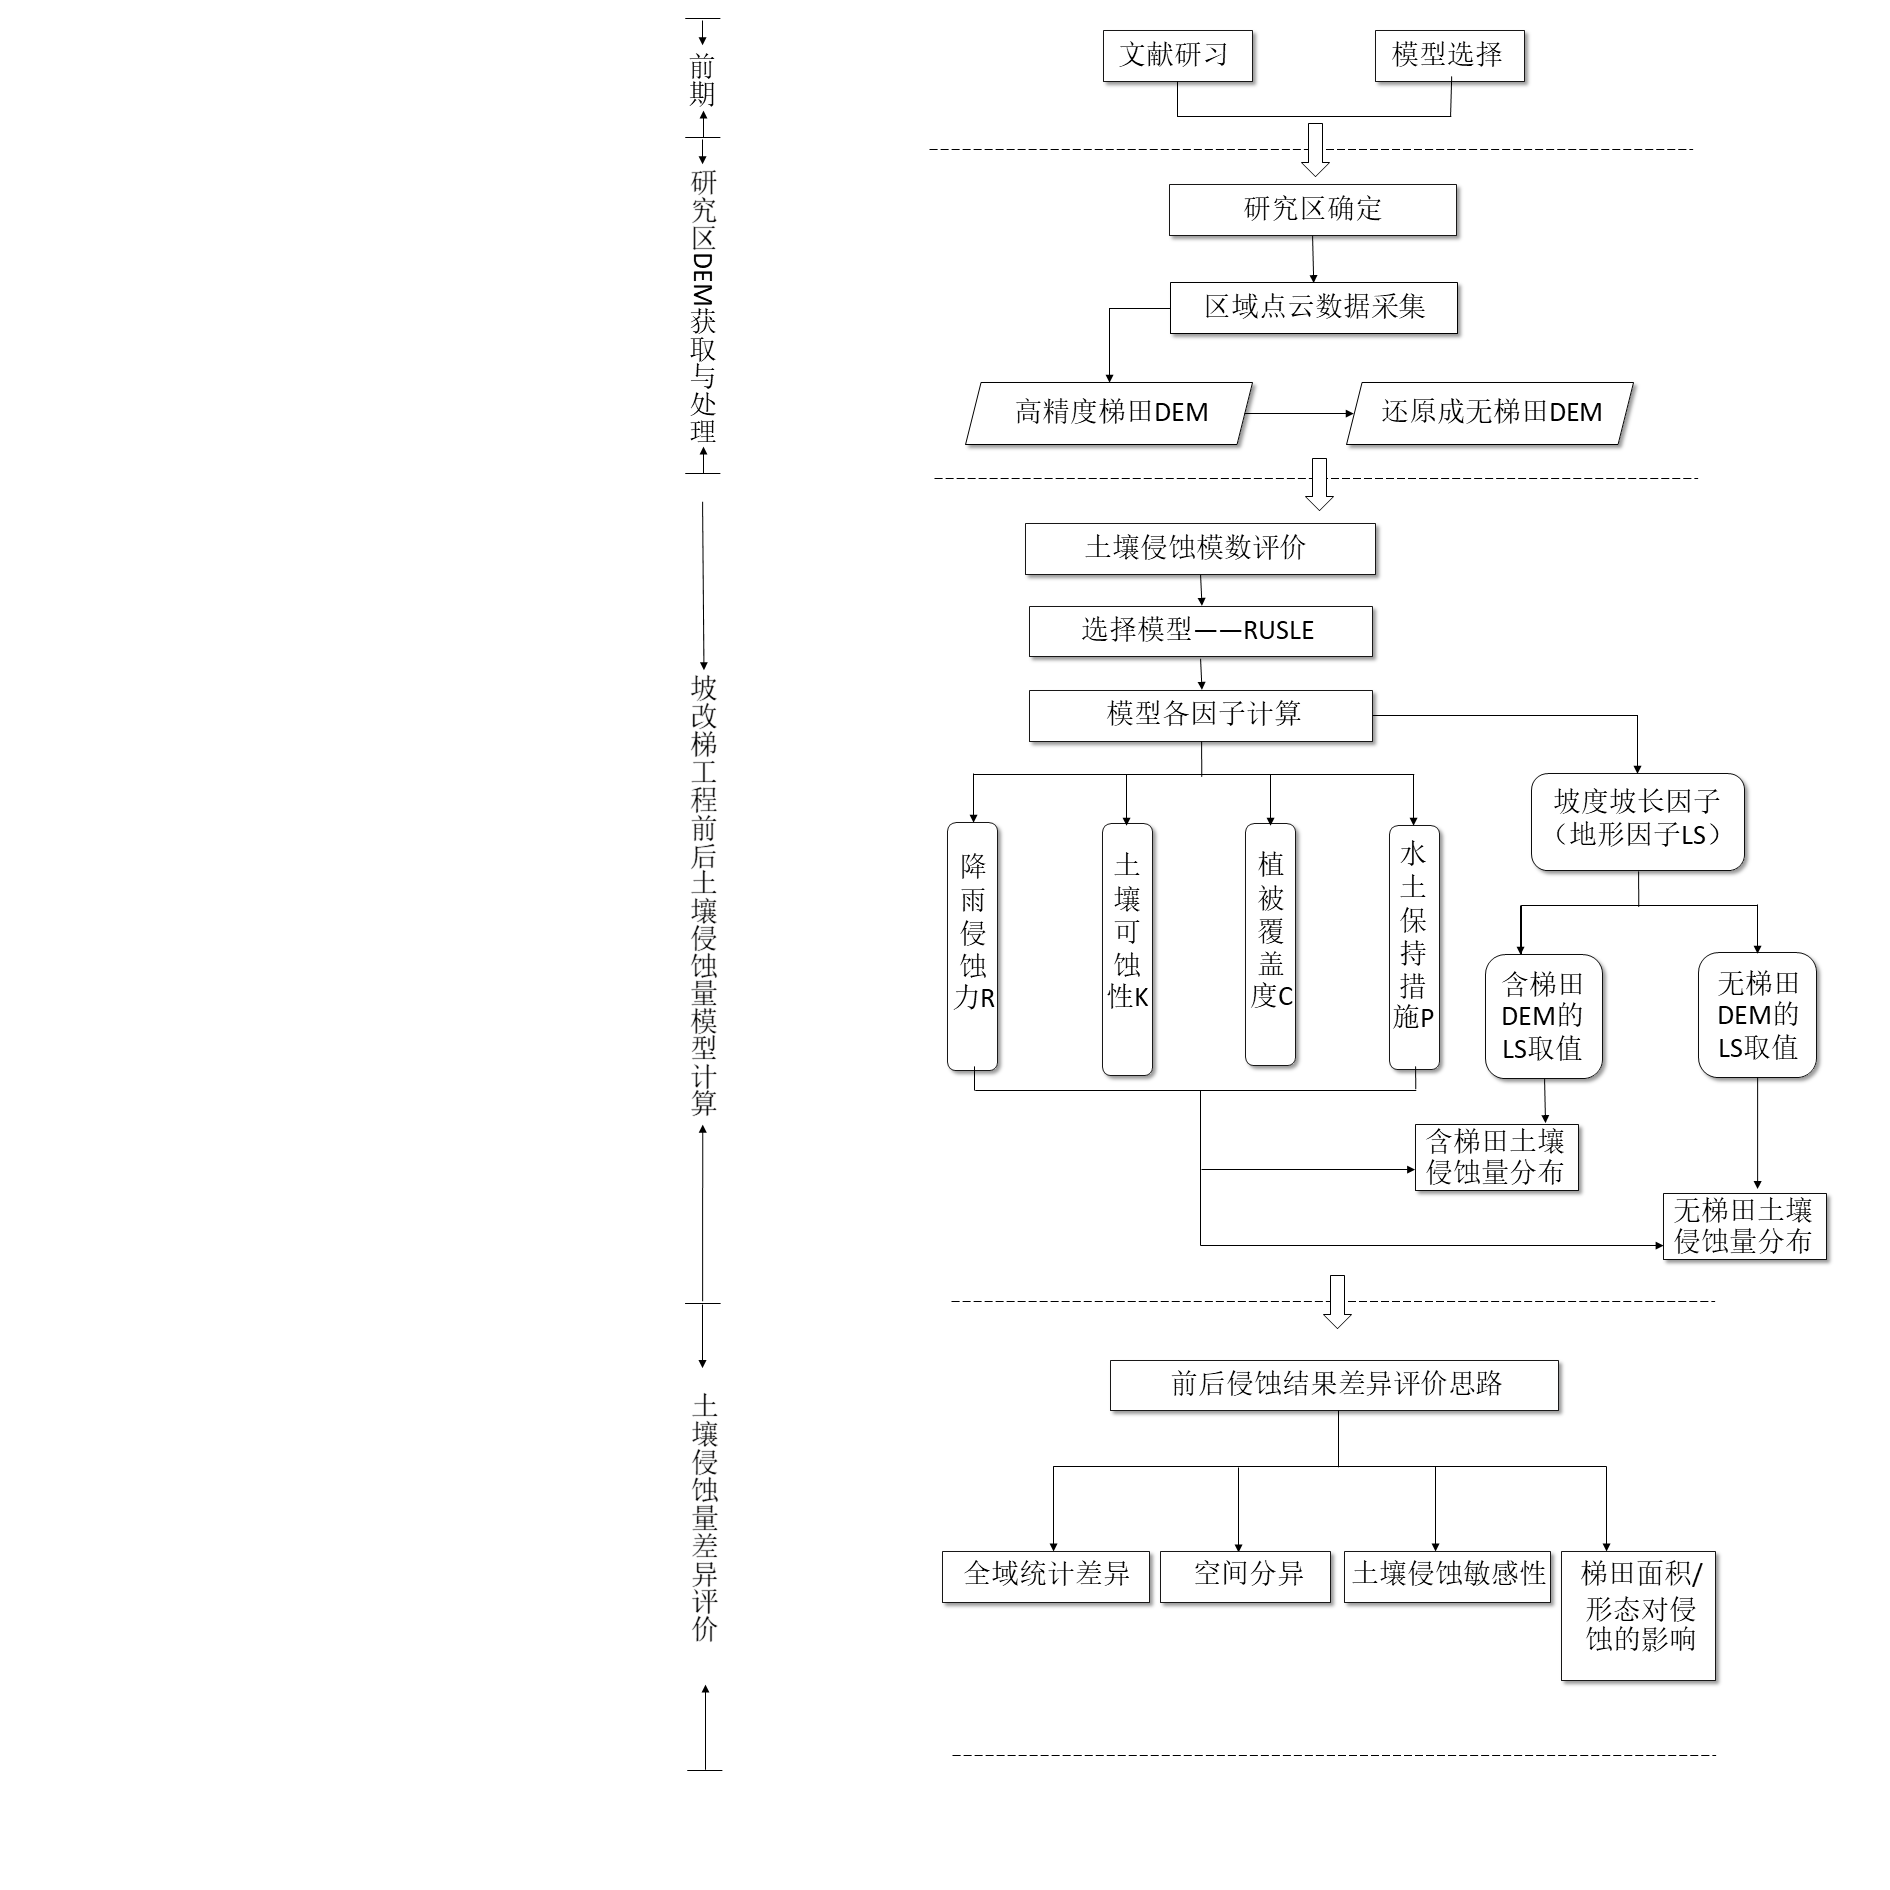 前期
研究区DEM获取与处理
坡改梯工程前后土壤侵蚀量模型计算
土壤侵蚀量差异评价
文献研习
模型选择
研究区确定
区域点云数据采集
高精度梯田DEM
还原成无梯田DEM
土壤侵蚀模数评价
选择模型——RUSLE
模型各因子计算
降雨侵蚀力R
土壤可蚀性K
植被覆盖度C
水土保持措施P
坡度坡长因子
（地形因子LS）
含梯田
DEM的
LS取值
无梯田
DEM的
LS取值
含梯田土壤
侵蚀量分布
无梯田土壤
侵蚀量分布
前后侵蚀结果差异评价思路
全域统计差异
空间分异
土壤侵蚀敏感性
梯田面积/
形态对侵
蚀的影响